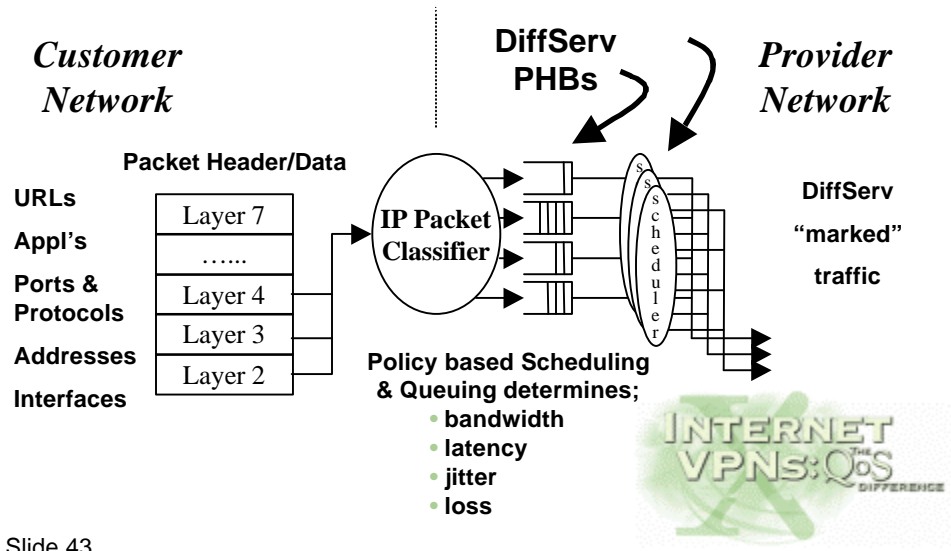 Customer
Network
DiffServ
PHBs
Provider
Network
Packet Header/Data
URLs
Appl's
Ports &
Protocols
Addresses
Interfaces
Layer 7
…...
Layer 4
Layer 3
Layer 2
IP Packet
Classifier
s
s
scheduler
DiffServ
“marked”
traffic
Policy based Scheduling
& Queuing determines;
• bandwidth
• latency
• jitter
• loss
X
INTERNET
VPNs: THE QoS
DIFFERENCE
Slide 43